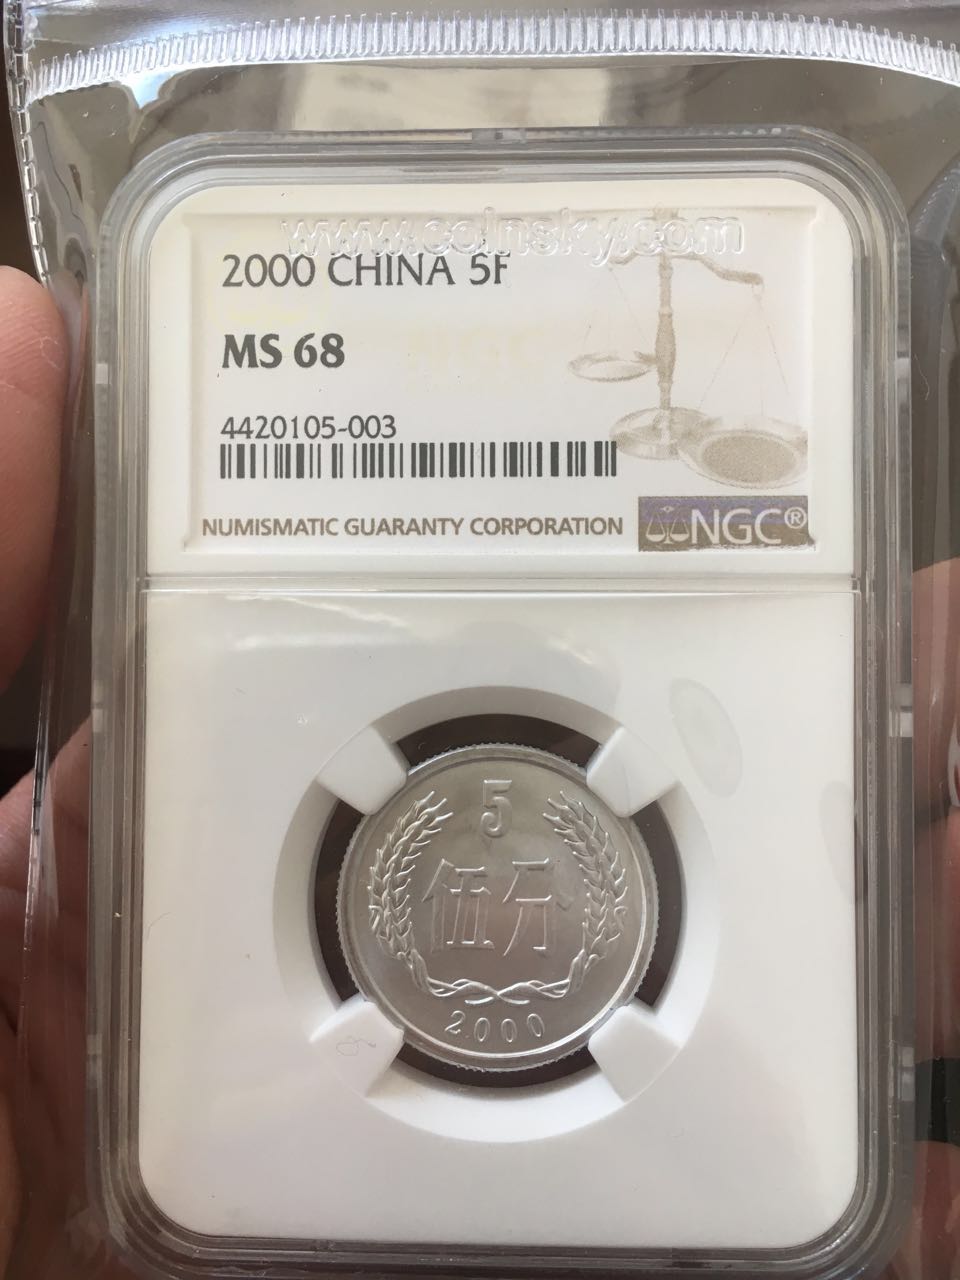 www.coinsky.com
2000 CHINA 5F
MS 68
4420105-003
NUMISMATIC GUARANTY CORPORATION
NGC®
5
伍分
2000